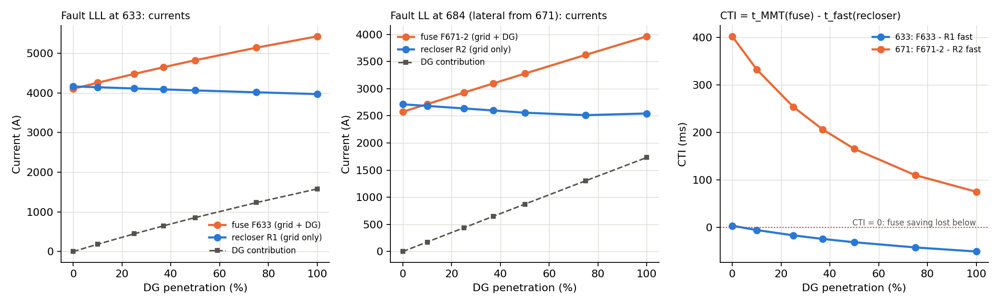 Fault LLL at 633: currents
5000
4000
3000
2000
1000
0
Current (A)
fuse F633 (grid + DG)
recloser R1 (grid only)
DG contribution
0 20 40 60 80 100
DG penetration (%)
Fault LL at 684 (lateral from 671): currents
4000
3500
3000
2500
2000
1500
1000
500
0
Current (A)
fuse F671-2 (grid + DG)
recloser R2 (grid only)
DG contribution
0 20 40 60 80 100
DG penetration (%)
CTI = t_MMT(fuse) - t_fast(recloser)
400
300
200
100
0
CTI (ms)
633: F633 - R1 fast
671: F671-2 - R2 fast
CTI = 0: fuse saving lost below
0 20 40 60 80 100
DG penetration (%)